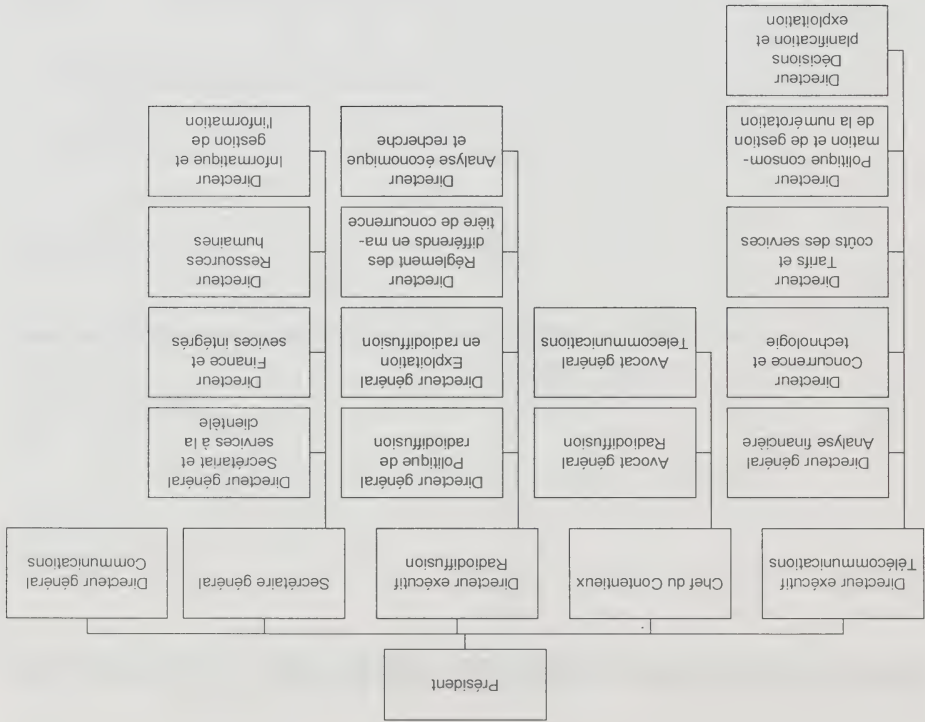 Président
Directeur exécutif
Télécommunications
Chef du Contentieux
Directeur exécutif
Radiodiffusion
Secrétaire général
Directeur général
Communications
Directeur général
Analyse financière
Directeur
Concurrence et
technologie
Directeur
Tarifs et
coûts des services
Directeur
Politique consom-
mation et de gestion
de la numérotation
Directeur
Décisions
planification et
exploitation
Avocat général
Radiodiffusion
Avocat général
Télécommunications
Directeur général
Politique de
radiodiffusion
Directeur général
Exploitation
en radiodiffusion
Directeur
Réglement des
différends en ma-
tière de concurrence
Directeur
Analyse économique
et recherche
Directeur général
Secrétariat et
services à la
clientèle
Directeur
Finance et
sevices intégrés
Directeur
Ressources
humaines
Directeur
Informatique et
gestion de
l'information